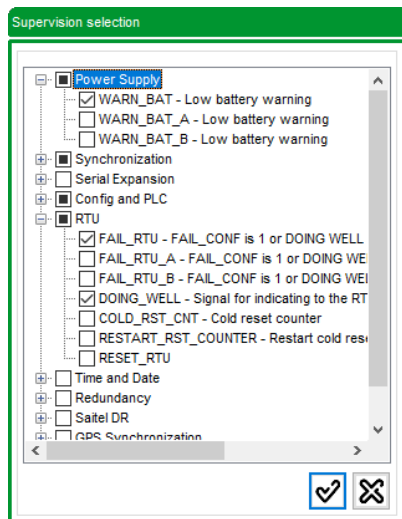 Supervision selection
Power Supply
WARN_BAT - Low battery warning
WARN_BAT_A - Low battery warning
WARN_BAT_B - Low battery warning
Synchronization
Serial Expansion
Config and PLC
RTU
FAIL_RTU - FAIL_CONF is 1 or DOING WELL
FAIL_RTU_A - FAIL_CONF is 1 or DOING WEL
FAIL_RTU_B - FAIL_CONF is 1 or DOING WEL
DOING_WELL - Signal for indicating to the RT
COLD_RST_CNT - Cold reset counter
RESTART_RST_COUNTER - Restart cold rese
RESET_RTU
Time and Date
Redundancy
Saitel DR
GPS Synchronization